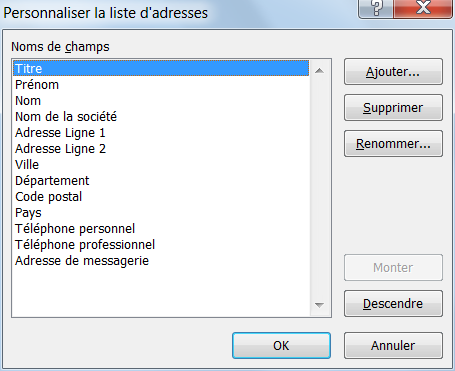 Personnaliser la liste d'adresses
?
Noms de champs
Titre
Prénom
Nom
Nom de la société
Adresse Ligne 1
Adresse Ligne 2
Ville
Département
Code postal
Pays
Téléphone personnel
Téléphone professionnel
Adresse de messagerie
Ajouter...
Supprimer
Renommer...
Monter
Descendre
OK
Annuler